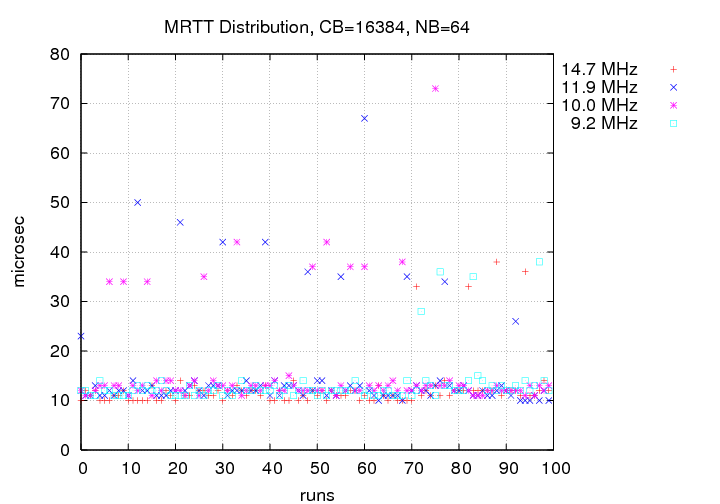 MRTT Distribution, CB=16384, NB=64
80
70
60
50
40
30
20
10
0
microsec
0 10 20 30 40 50 60 70 80 90 100
runs
14.7 MHz
11.9 MHz
10.0 MHz
9.2 MHz